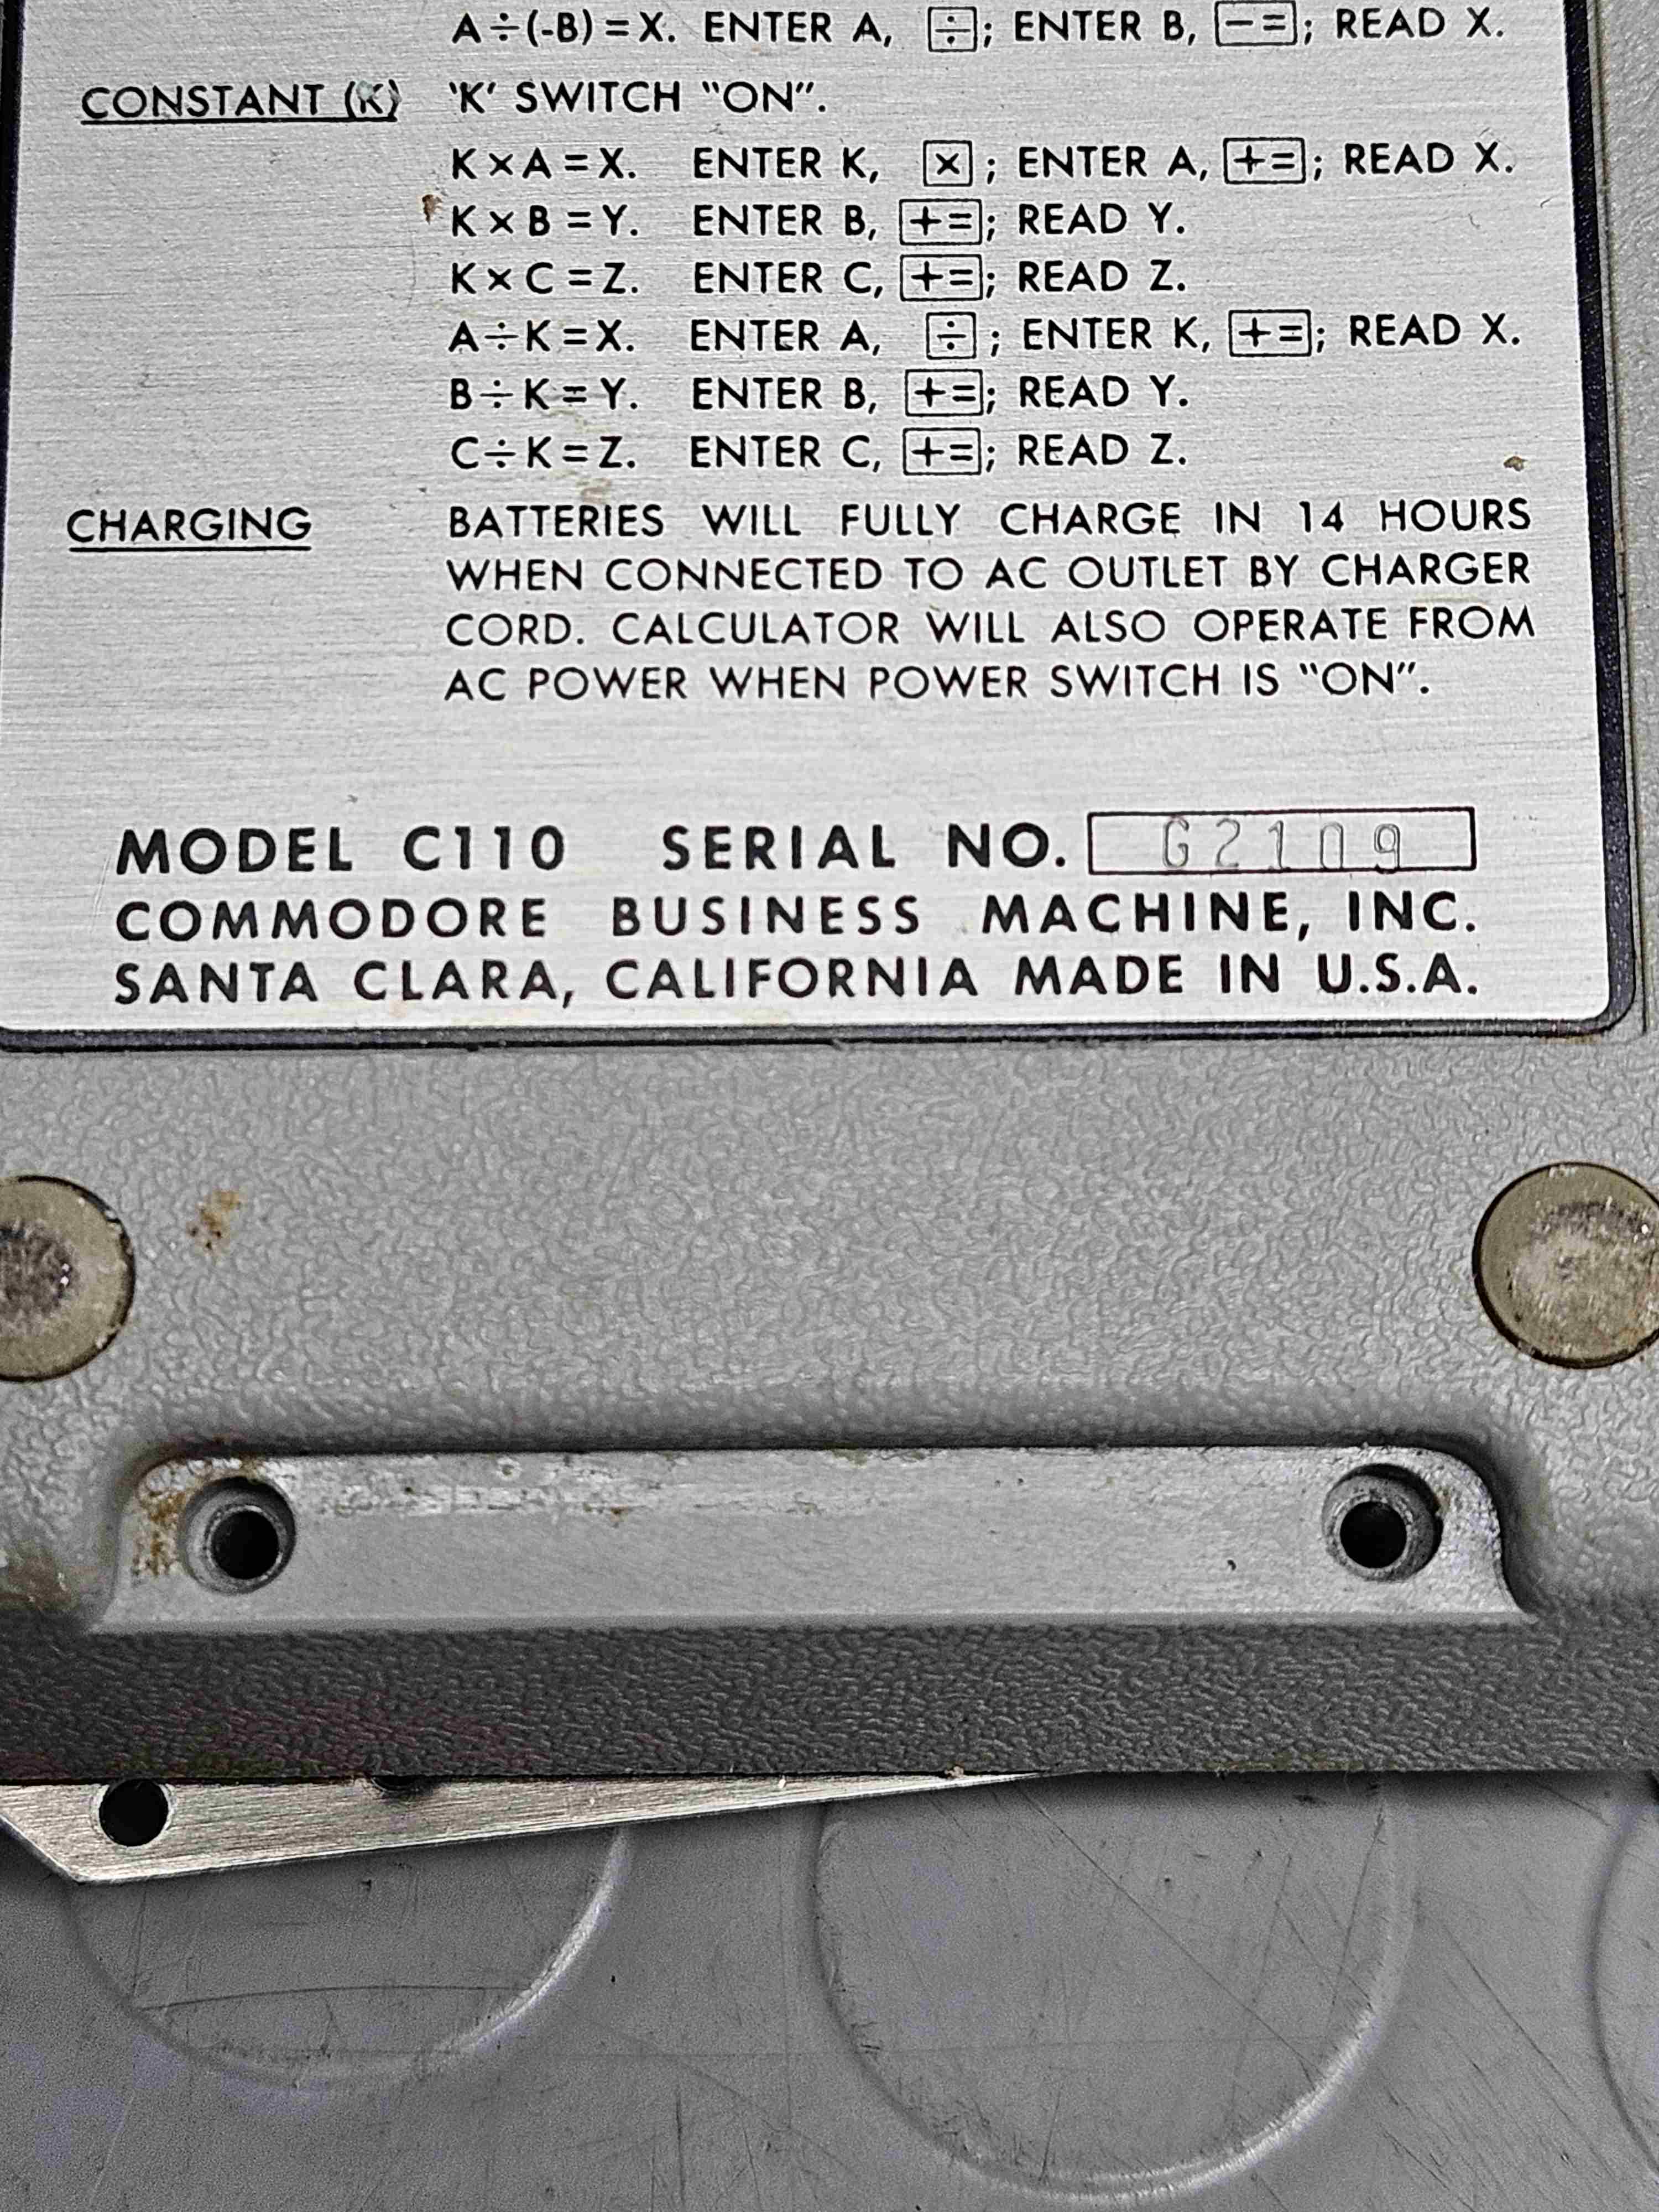 A÷(-B)=X. ENTER A, ÷; ENTER B, −=; READ X.
CONSTANT (K) 'K' SWITCH "ON".
K×A=X. ENTER K, ×; ENTER A, +=; READ X.
K×B=Y. ENTER B, +=; READ Y.
K×C=Z. ENTER C, +=; READ Z.
A÷K=X. ENTER A, ÷; ENTER K, +=; READ X.
B÷K=Y. ENTER B, +=; READ Y.
C÷K=Z. ENTER C, +=; READ Z.
CHARGING BATTERIES WILL FULLY CHARGE IN 14 HOURS
WHEN CONNECTED TO AC OUTLET BY CHARGER
CORD. CALCULATOR WILL ALSO OPERATE FROM
AC POWER WHEN POWER SWITCH IS "ON".
MODEL C110 SERIAL NO. G2109
COMMODORE BUSINESS MACHINE, INC.
SANTA CLARA, CALIFORNIA MADE IN U.S.A.